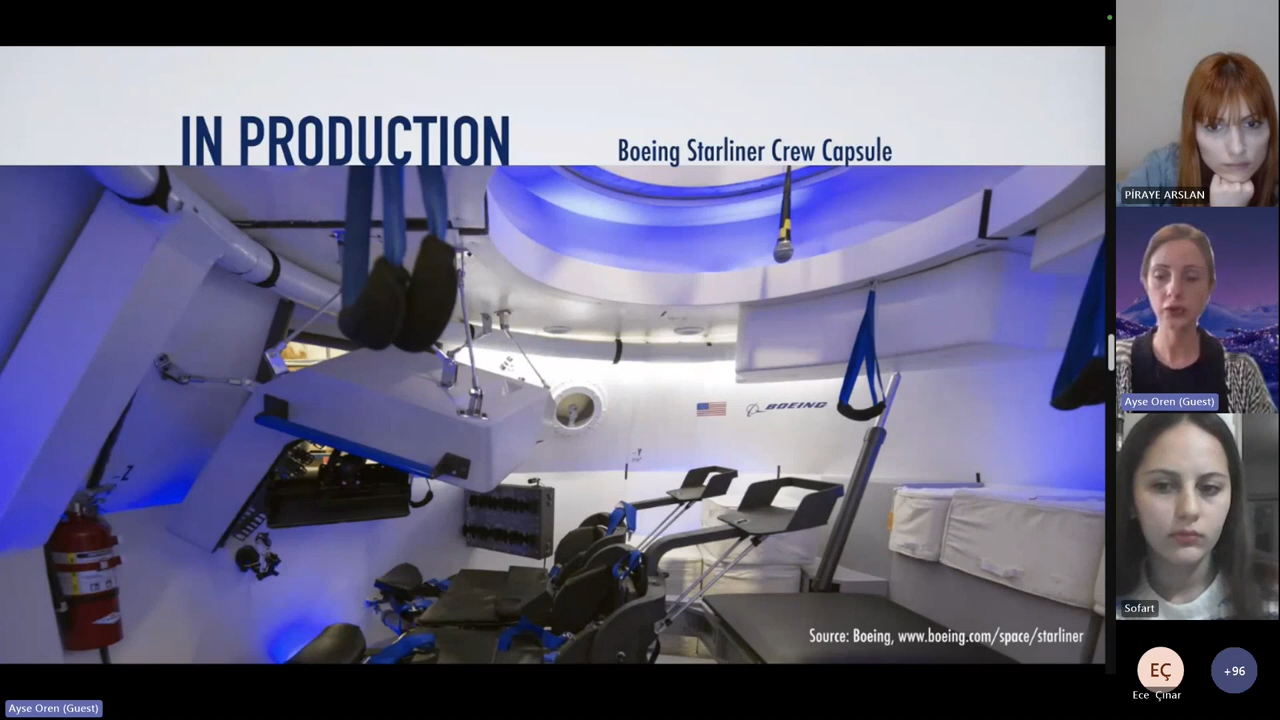 IN PRODUCTION
Boeing Starliner Crew Capsule
BOEING
Source: Boeing, www.boeing.com/space/starliner
PİRAYE ARSLAN
Ayse Oren (Guest)
Sofart
EÇ
+96
Ece Çınar
Ayse Oren (Guest)